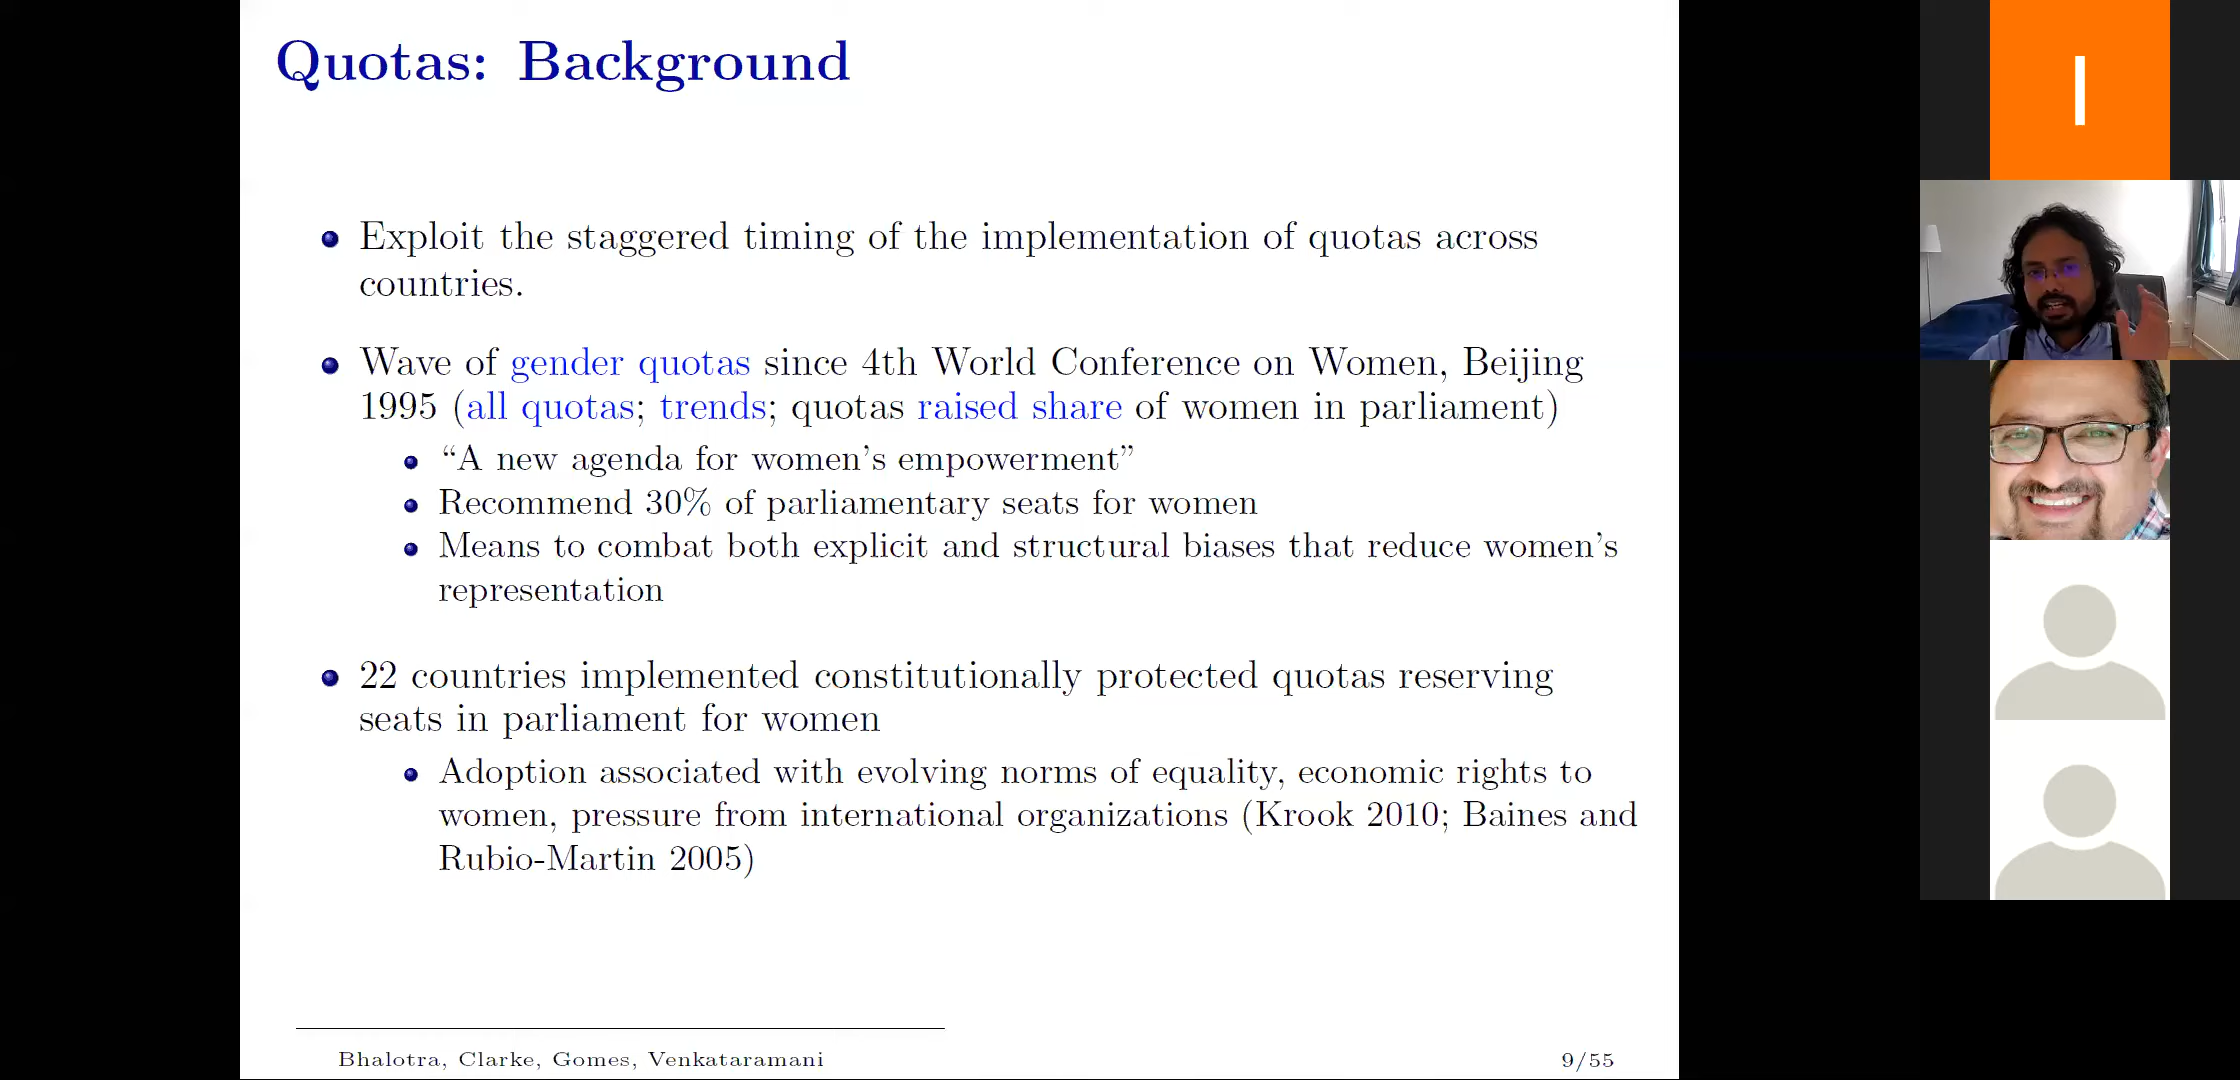 Quotas: Background
Exploit the staggered timing of the implementation of quotas across
countries.
Wave of gender quotas since 4th World Conference on Women, Beijing
1995 (all quotas; trends; quotas raised share of women in parliament)
“A new agenda for women’s empowerment”
Recommend 30% of parliamentary seats for women
Means to combat both explicit and structural biases that reduce women’s
representation
22 countries implemented constitutionally protected quotas reserving
seats in parliament for women
Adoption associated with evolving norms of equality, economic rights to
women, pressure from international organizations (Krook 2010; Baines and
Rubio-Martin 2005)
Bhalotra, Clarke, Gomes, Venkataramani
9/55
I